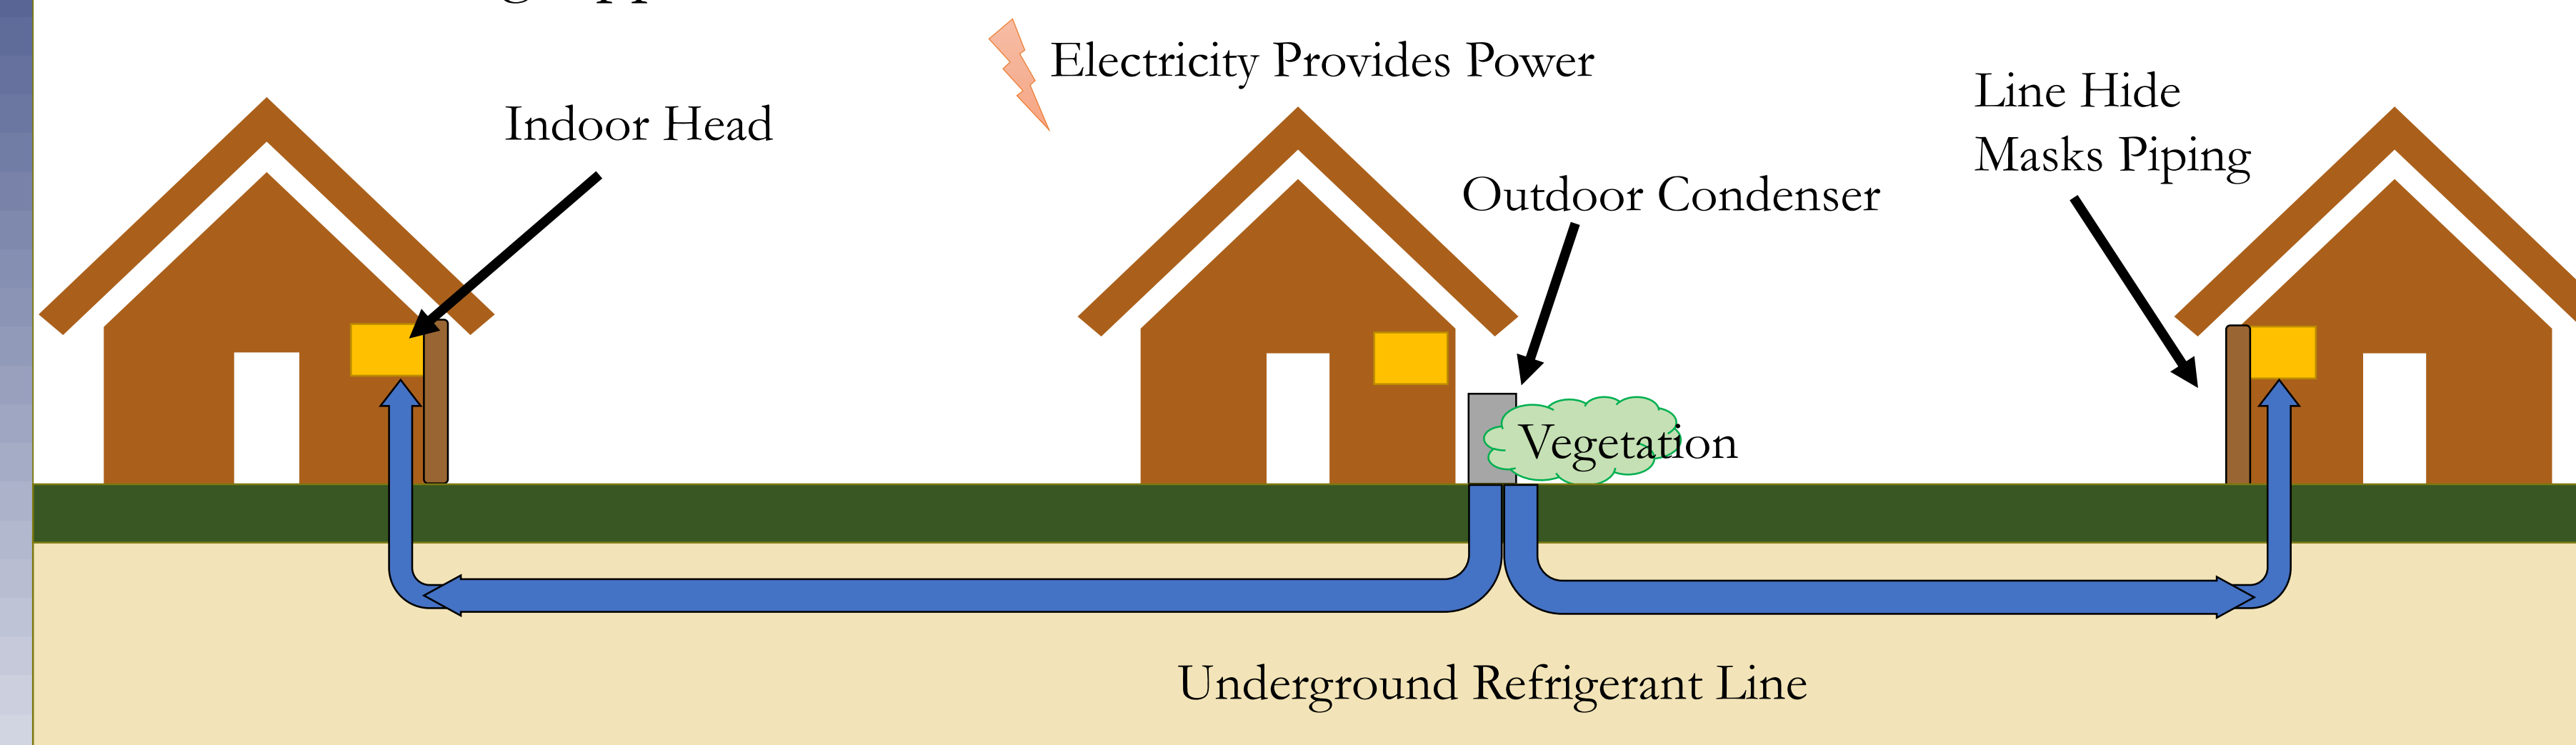 Electricity Provides Power
Indoor Head
Line Hide
Masks Piping
Outdoor Condenser
Vegetation
Underground Refrigerant Line